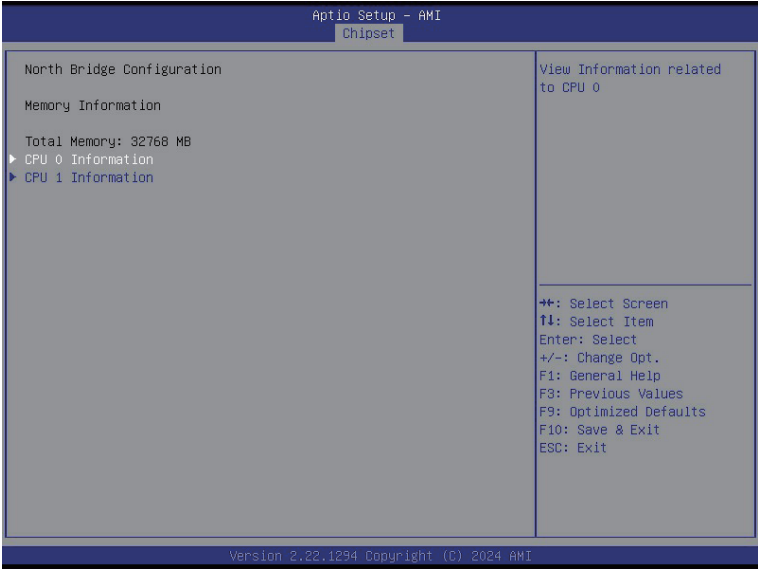 Aptio Setup – AMI
Chipset
North Bridge Configuration
Memory Information
Total Memory: 32768 MB
▶ CPU 0 Information
▶ CPU 1 Information
View Information related
to CPU 0
→←: Select Screen
↑↓: Select Item
Enter: Select
+/-: Change Opt.
F1: General Help
F3: Previous Values
F9: Optimized Defaults
F10: Save & Exit
ESC: Exit
Version 2.22.1294 Copyright (C) 2024 AMI